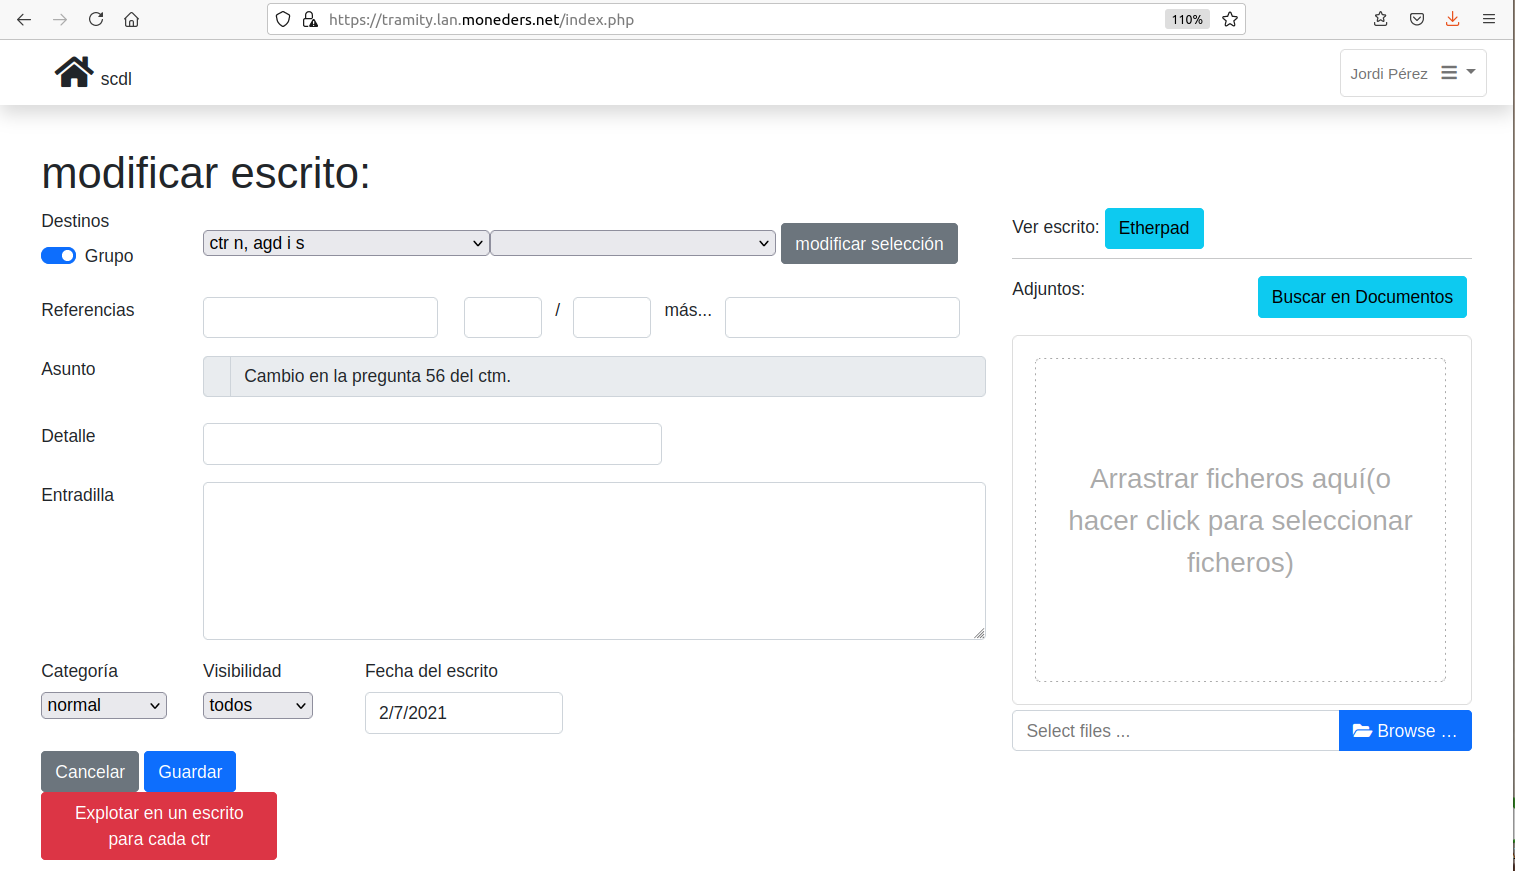 https://tramity.lan.moneders.net/index.php
110%
scdl
Jordi Pérez
modificar escrito:
Destinos
Grupo
ctr n, agd i s
modificar selección
Referencias
/
más...
Asunto
Cambio en la pregunta 56 del ctm.
Detalle
Entradilla
Categoría
Visibilidad
Fecha del escrito
normal
todos
2/7/2021
Cancelar
Guardar
Explotar en un escrito
para cada ctr
Ver escrito:
Etherpad
Adjuntos:
Buscar en Documentos
Arrastrar ficheros aquí(o
hacer click para seleccionar
ficheros)
Select files ...
Browse ...